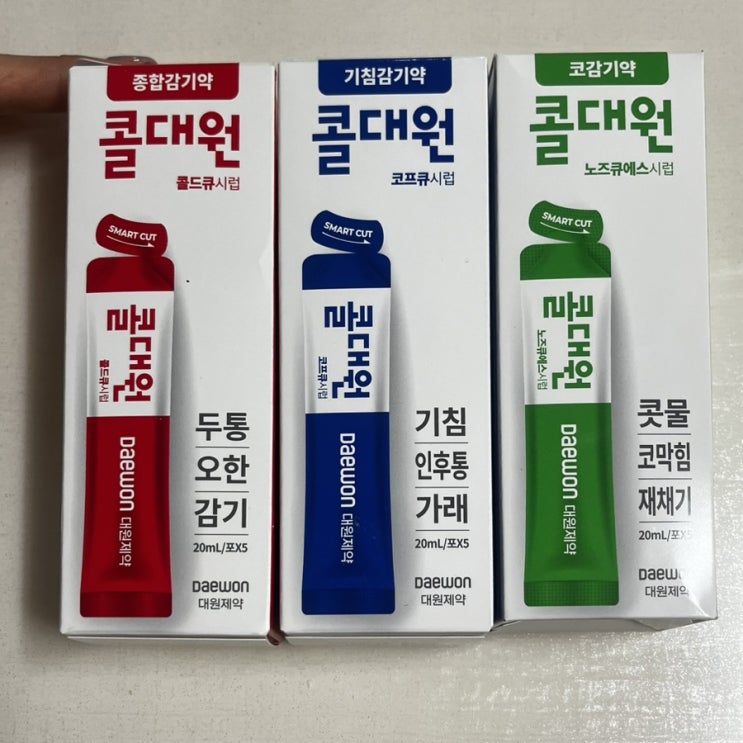 종합감기약
콜대원
콜드큐시럽
SMART CUT
콜대원
콜드큐시럽
Daewon 대원제약
두통
오한
감기
20mL/포X5
Daewon
대원제약
기침감기약
콜대원
코프큐시럽
SMART CUT
콜대원
코프큐시럽
Daewon 대원제약
기침
인후통
가래
20mL/포X5
Daewon
대원제약
코감기약
콜대원
노즈큐에스시럽
SMART CUT
콜대원
노즈큐에스시럽
Daewon 대원제약
콧물
코막힘
재채기
20mL/포X5
Daewon
대원제약